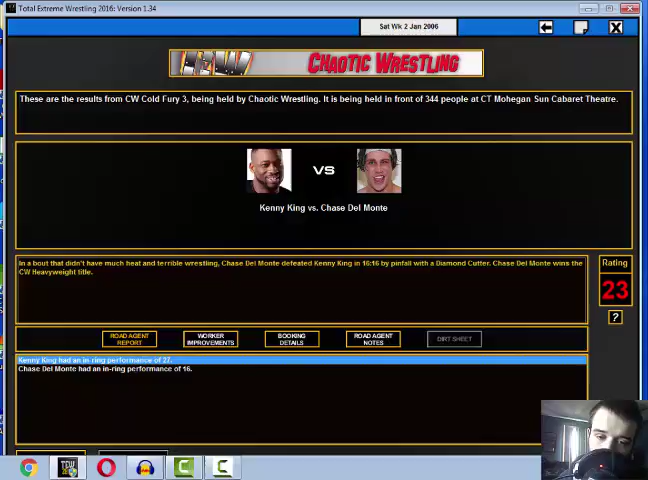 Total Extreme Wrestling 2016: Version 1.34
Sat Wk 2 Jan 2006
CHAOTIC WRESTLING
These are the results from CW Cold Fury 3, being held by Chaotic Wrestling. It is being held in front of 344 people at CT Mohegan Sun Cabaret Theatre.
VS
Kenny King vs. Chase Del Monte
In a bout that didn't have much heat and terrible wrestling, Chase Del Monte defeated Kenny King in 16:16 by pinfall with a Diamond Cutter. Chase Del Monte wins the
CW Heavyweight title.
Rating
23
?
ROAD AGENT
REPORT
WORKER
IMPROVEMENTS
BOOKING
DETAILS
ROAD AGENT
NOTES
DIRT SHEET
Kenny King had an in-ring performance of 27.
Chase Del Monte had an in-ring performance of 16.